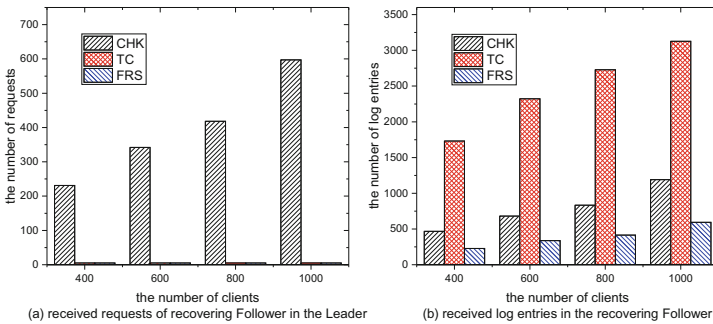 700
600
500
400
300
200
100
0
the number of requests
CHK
TC
FRS
400 600 800 1000
the number of clients
(a) received requests of recovering Follower in the Leader
3500
3000
2500
2000
1500
1000
500
0
the number of log entries
CHK
TC
FRS
400 600 800 1000
the number of clients
(b) received log entries in the recovering Follower